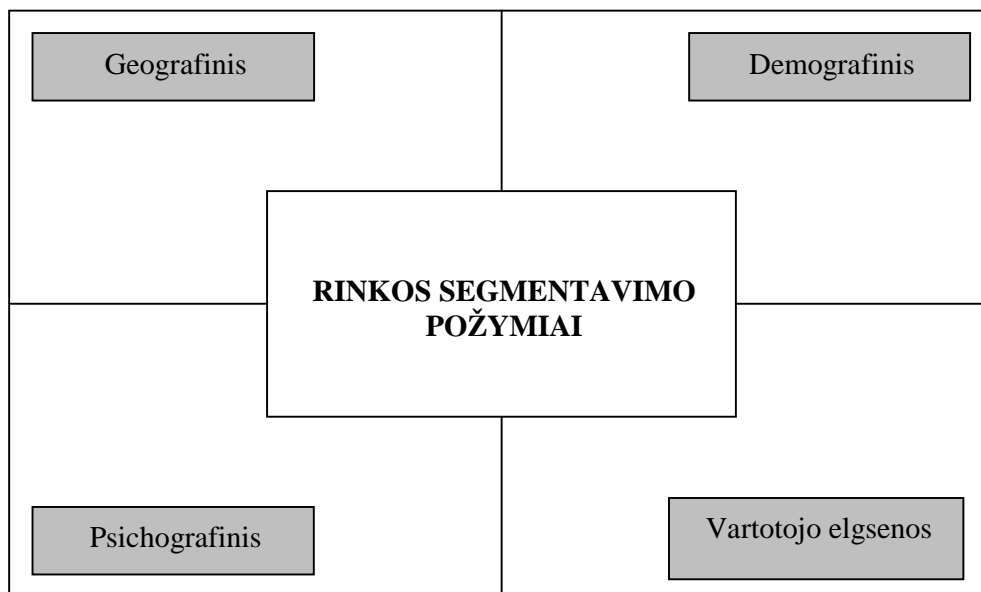 Geografinis
Demografinis
RINKOS SEGMENTAVIMO
POŽYMIAI
Psichografinis
Vartotojo elgsenos